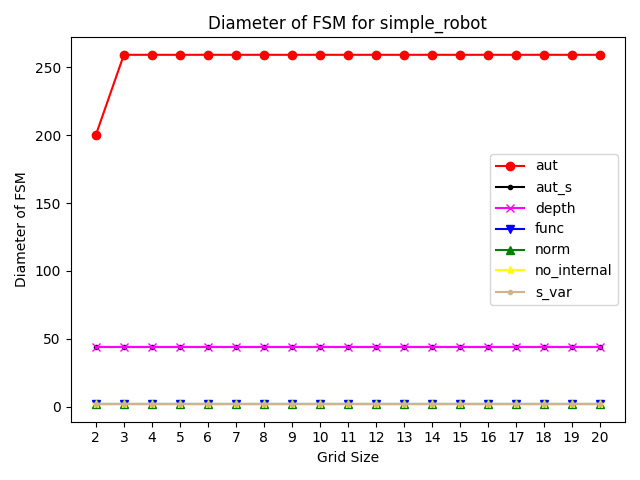 Diameter of FSM for simple_robot
Diameter of FSM
250
200
150
100
50
0
aut
aut_s
depth
func
norm
no_internal
s_var
2 3 4 5 6 7 8 9 10 11 12 13 14 15 16 17 18 19 20
Grid Size